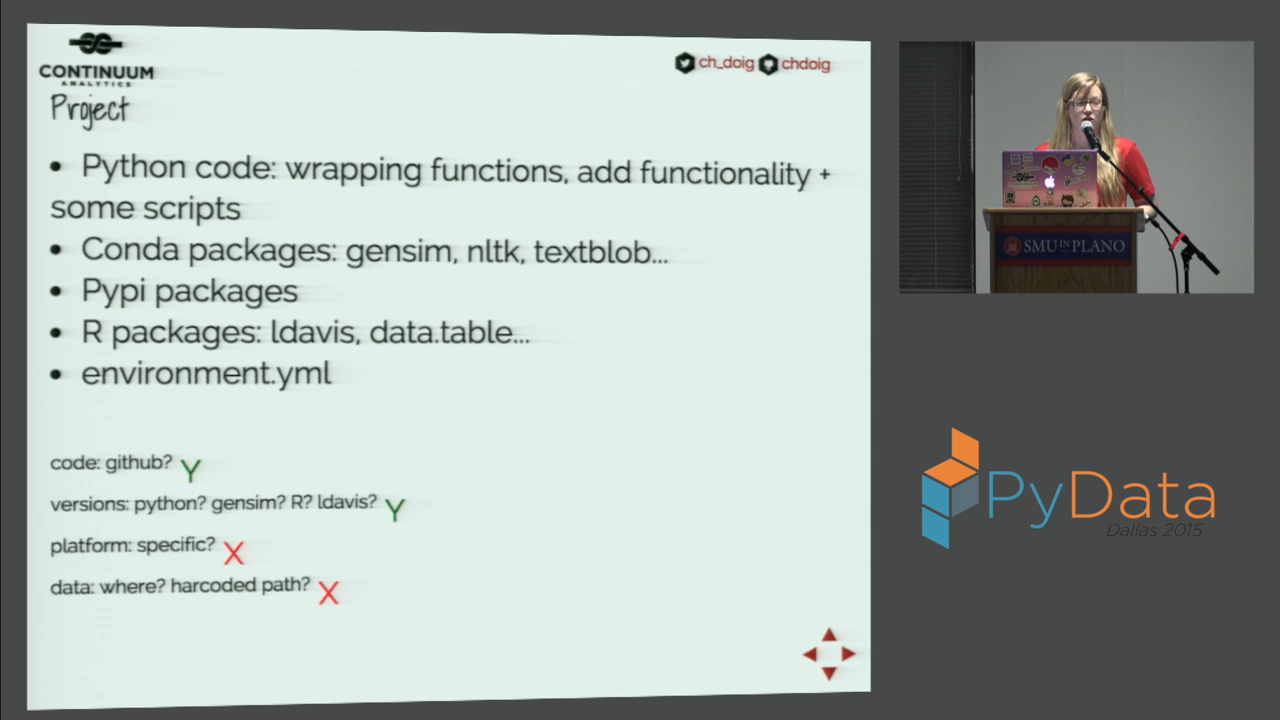 CONTINUUM
ANALYTICS
ch_doig chdoig
Project
• Python code: wrapping functions, add functionality +
some scripts
• Conda packages: gensim, nltk, textblob...
• Pypi packages
• R packages: ldavis, data.table...
• environment.yml
code: github? Y
versions: python? gensim? R? ldavis? Y
platform: specific? X
data: where? harcoded path? X
SMU IN PLANO
PyData
Dallas 2015